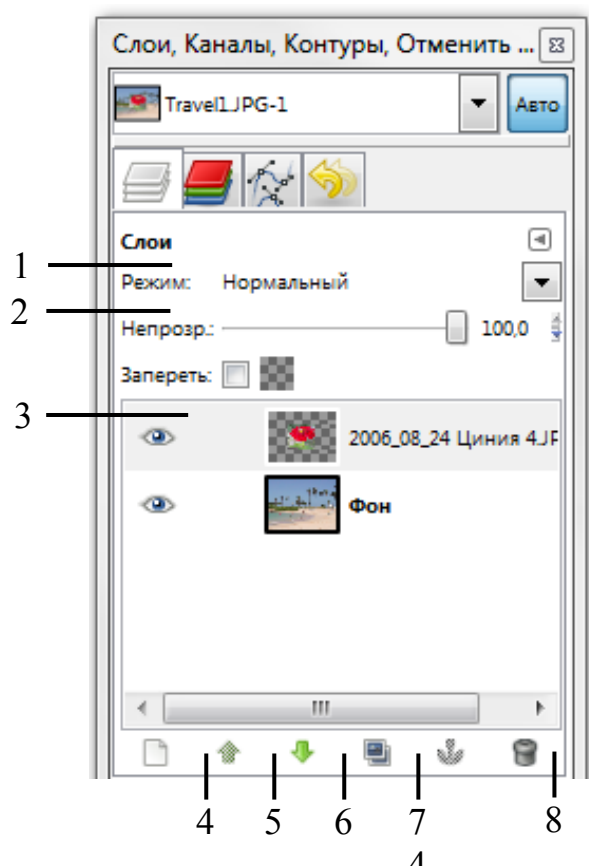 Слои, Каналы, Контуры, Отменить ...
Travel1.JPG-1
Авто
Слои
1
Режим: Нормальный
2
Непрозр.: 100,0
Запереть:
3
2006_08_24 Циния 4.JP
Фон
4 5 6 7 8
4